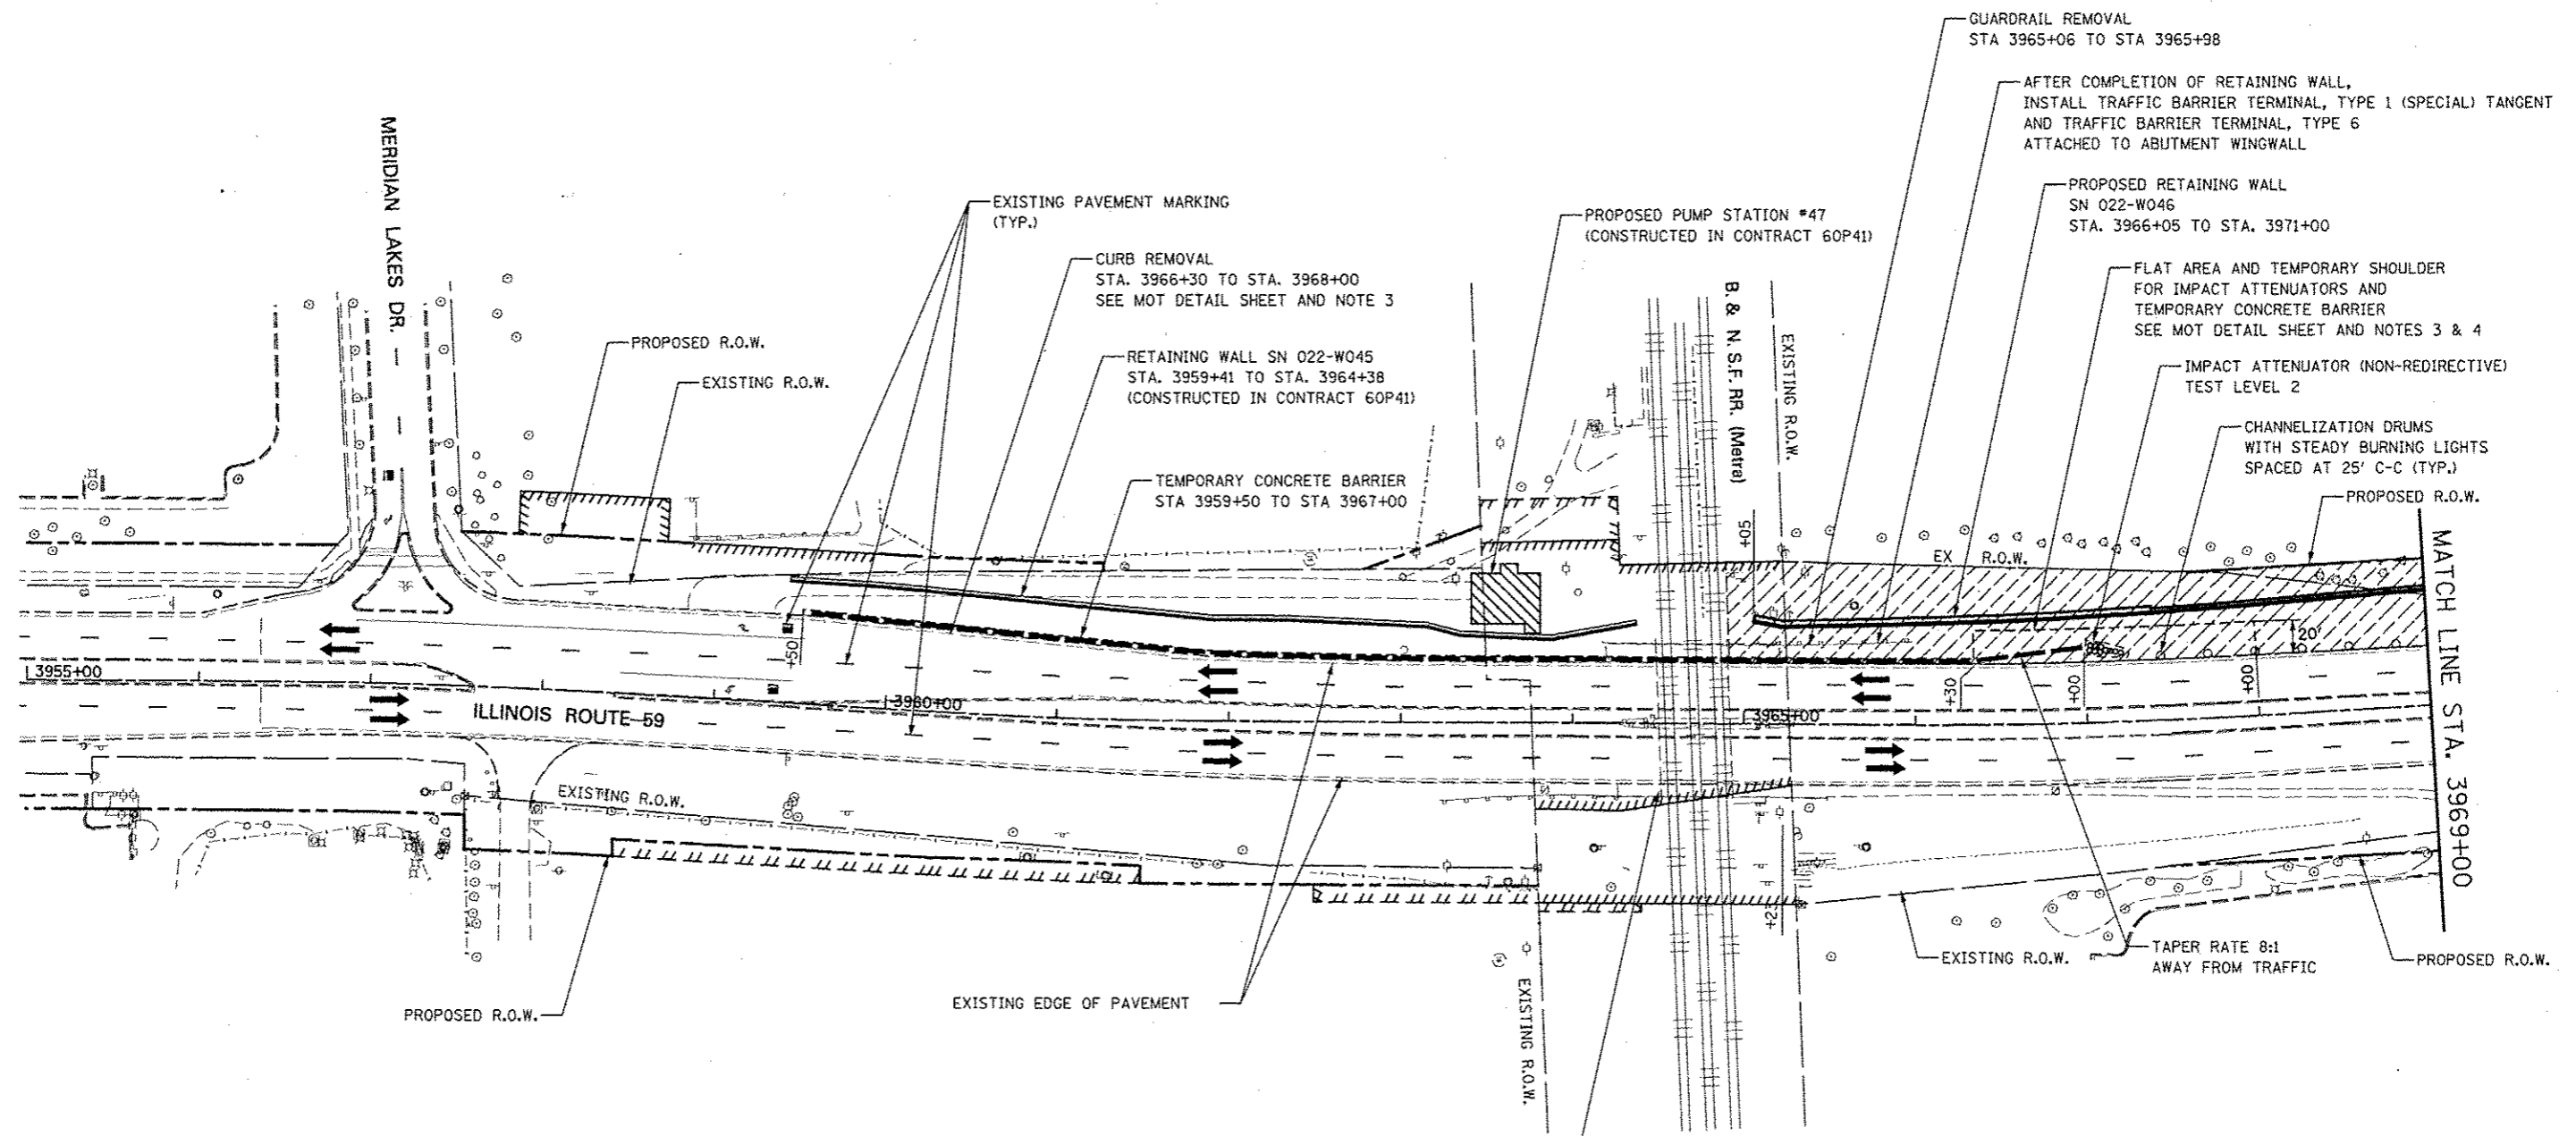 GUARDRAIL REMOVAL
STA 3965+06 TO STA 3965+98
AFTER COMPLETION OF RETAINING WALL,
INSTALL TRAFFIC BARRIER TERMINAL, TYPE 1 (SPECIAL) TANGENT
AND TRAFFIC BARRIER TERMINAL, TYPE 6
ATTACHED TO ABUTMENT WINGWALL
PROPOSED RETAINING WALL
SN 022-W046
STA. 3966+05 TO STA. 3971+00
FLAT AREA AND TEMPORARY SHOULDER
FOR IMPACT ATTENUATORS AND
TEMPORARY CONCRETE BARRIER
SEE MOT DETAIL SHEET AND NOTES 3 & 4
IMPACT ATTENUATOR (NON-REDIRECTIVE)
TEST LEVEL 2
CHANNELIZATION DRUMS
WITH STEADY BURNING LIGHTS
SPACED AT 25' C-C (TYP.)
PROPOSED R.O.W.
MERIDIAN LAKES DR.
EXISTING PAVEMENT MARKING
(TYP.)
CURB REMOVAL
STA. 3966+30 TO STA. 3968+00
SEE MOT DETAIL SHEET AND NOTE 3
PROPOSED PUMP STATION #47
(CONSTRUCTED IN CONTRACT 60P41)
PROPOSED R.O.W.
EXISTING R.O.W.
RETAINING WALL SN 022-W045
STA. 3959+41 TO STA. 3964+38
(CONSTRUCTED IN CONTRACT 60P41)
TEMPORARY CONCRETE BARRIER
STA 3959+50 TO STA 3967+00
B. & N.S.F. RR. (Metra)
EXISTING R.O.W.
+05
EX R.O.W.
20'
MATCH LINE STA. 3969+00
+50
+30
+00
+00
3955+00
3960+00
3965+00
ILLINOIS ROUTE 59
EXISTING R.O.W.
+23
PROPOSED R.O.W.
EXISTING EDGE OF PAVEMENT
EXISTING R.O.W.
EXISTING R.O.W.
TAPER RATE 8:1
AWAY FROM TRAFFIC
PROPOSED R.O.W.